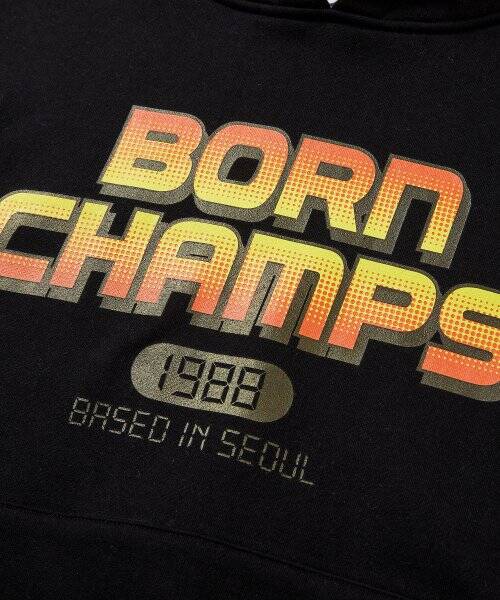 BORN
CHAMPS
1988
BASED IN SEOUL